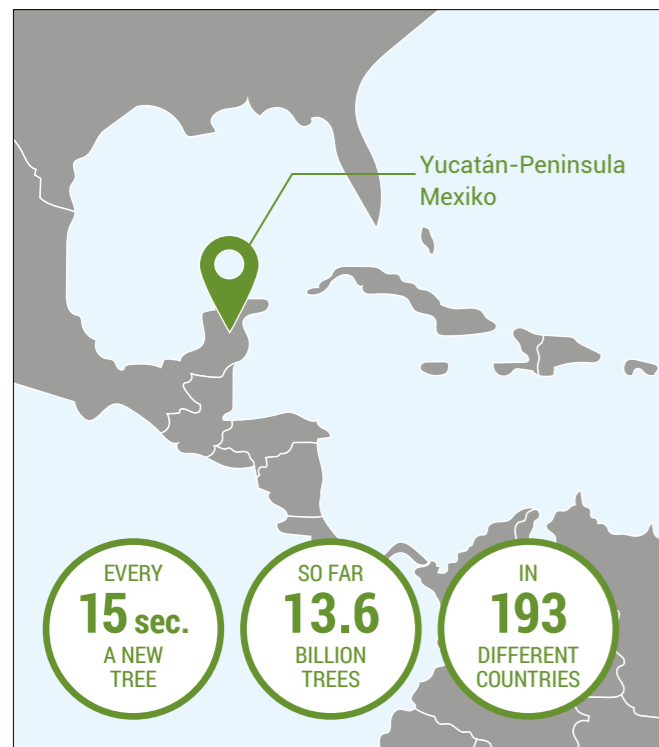 Yucatán-Peninsula
Mexiko
EVERY
15 sec.
A NEW
TREE
SO FAR
13.6
BILLION
TREES
IN
193
DIFFERENT
COUNTRIES